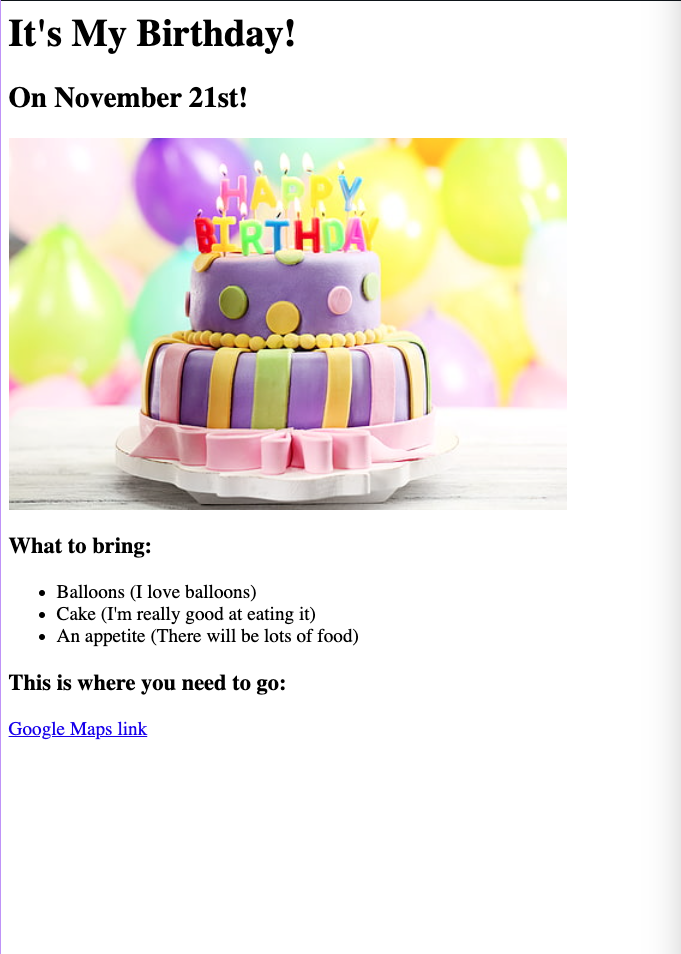 It's My Birthday!
On November 21st!
HAPPY
BIRTHDAY
What to bring:
Balloons (I love balloons)
Cake (I'm really good at eating it)
An appetite (There will be lots of food)
This is where you need to go:
Google Maps link